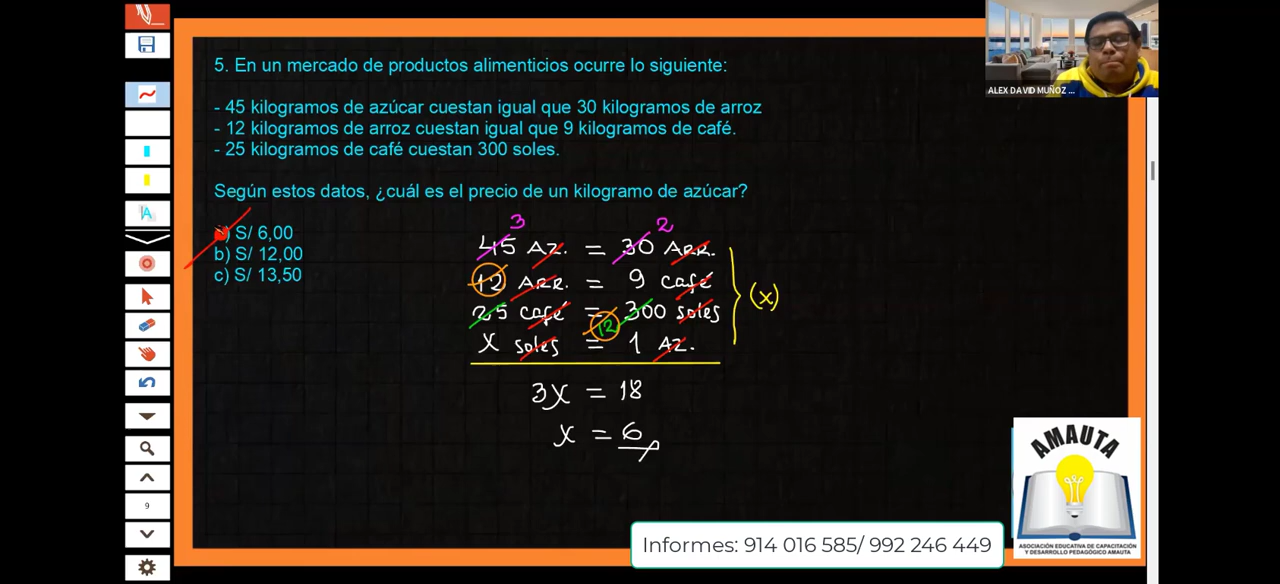 5. En un mercado de productos alimenticios ocurre lo siguiente:
- 45 kilogramos de azúcar cuestan igual que 30 kilogramos de arroz
- 12 kilogramos de arroz cuestan igual que 9 kilogramos de café.
- 25 kilogramos de café cuestan 300 soles.
Según estos datos, ¿cuál es el precio de un kilogramo de azúcar?
a) S/ 6,00
b) S/ 12,00
c) S/ 13,50
3 2
45 AZ. = 30 ARR.
12 ARR. = 9 café
25 café = 300 soles
12
X soles = 1 AZ.
(x)
3X = 18
x = 6
ALEX DAVID MUÑOZ ...
A
9
AMAUTA
ASOCIACIÓN EDUCATIVA DE CAPACITACIÓN
Y DESARROLLO PEDAGÓGICO AMAUTA
Informes: 914 016 585/ 992 246 449